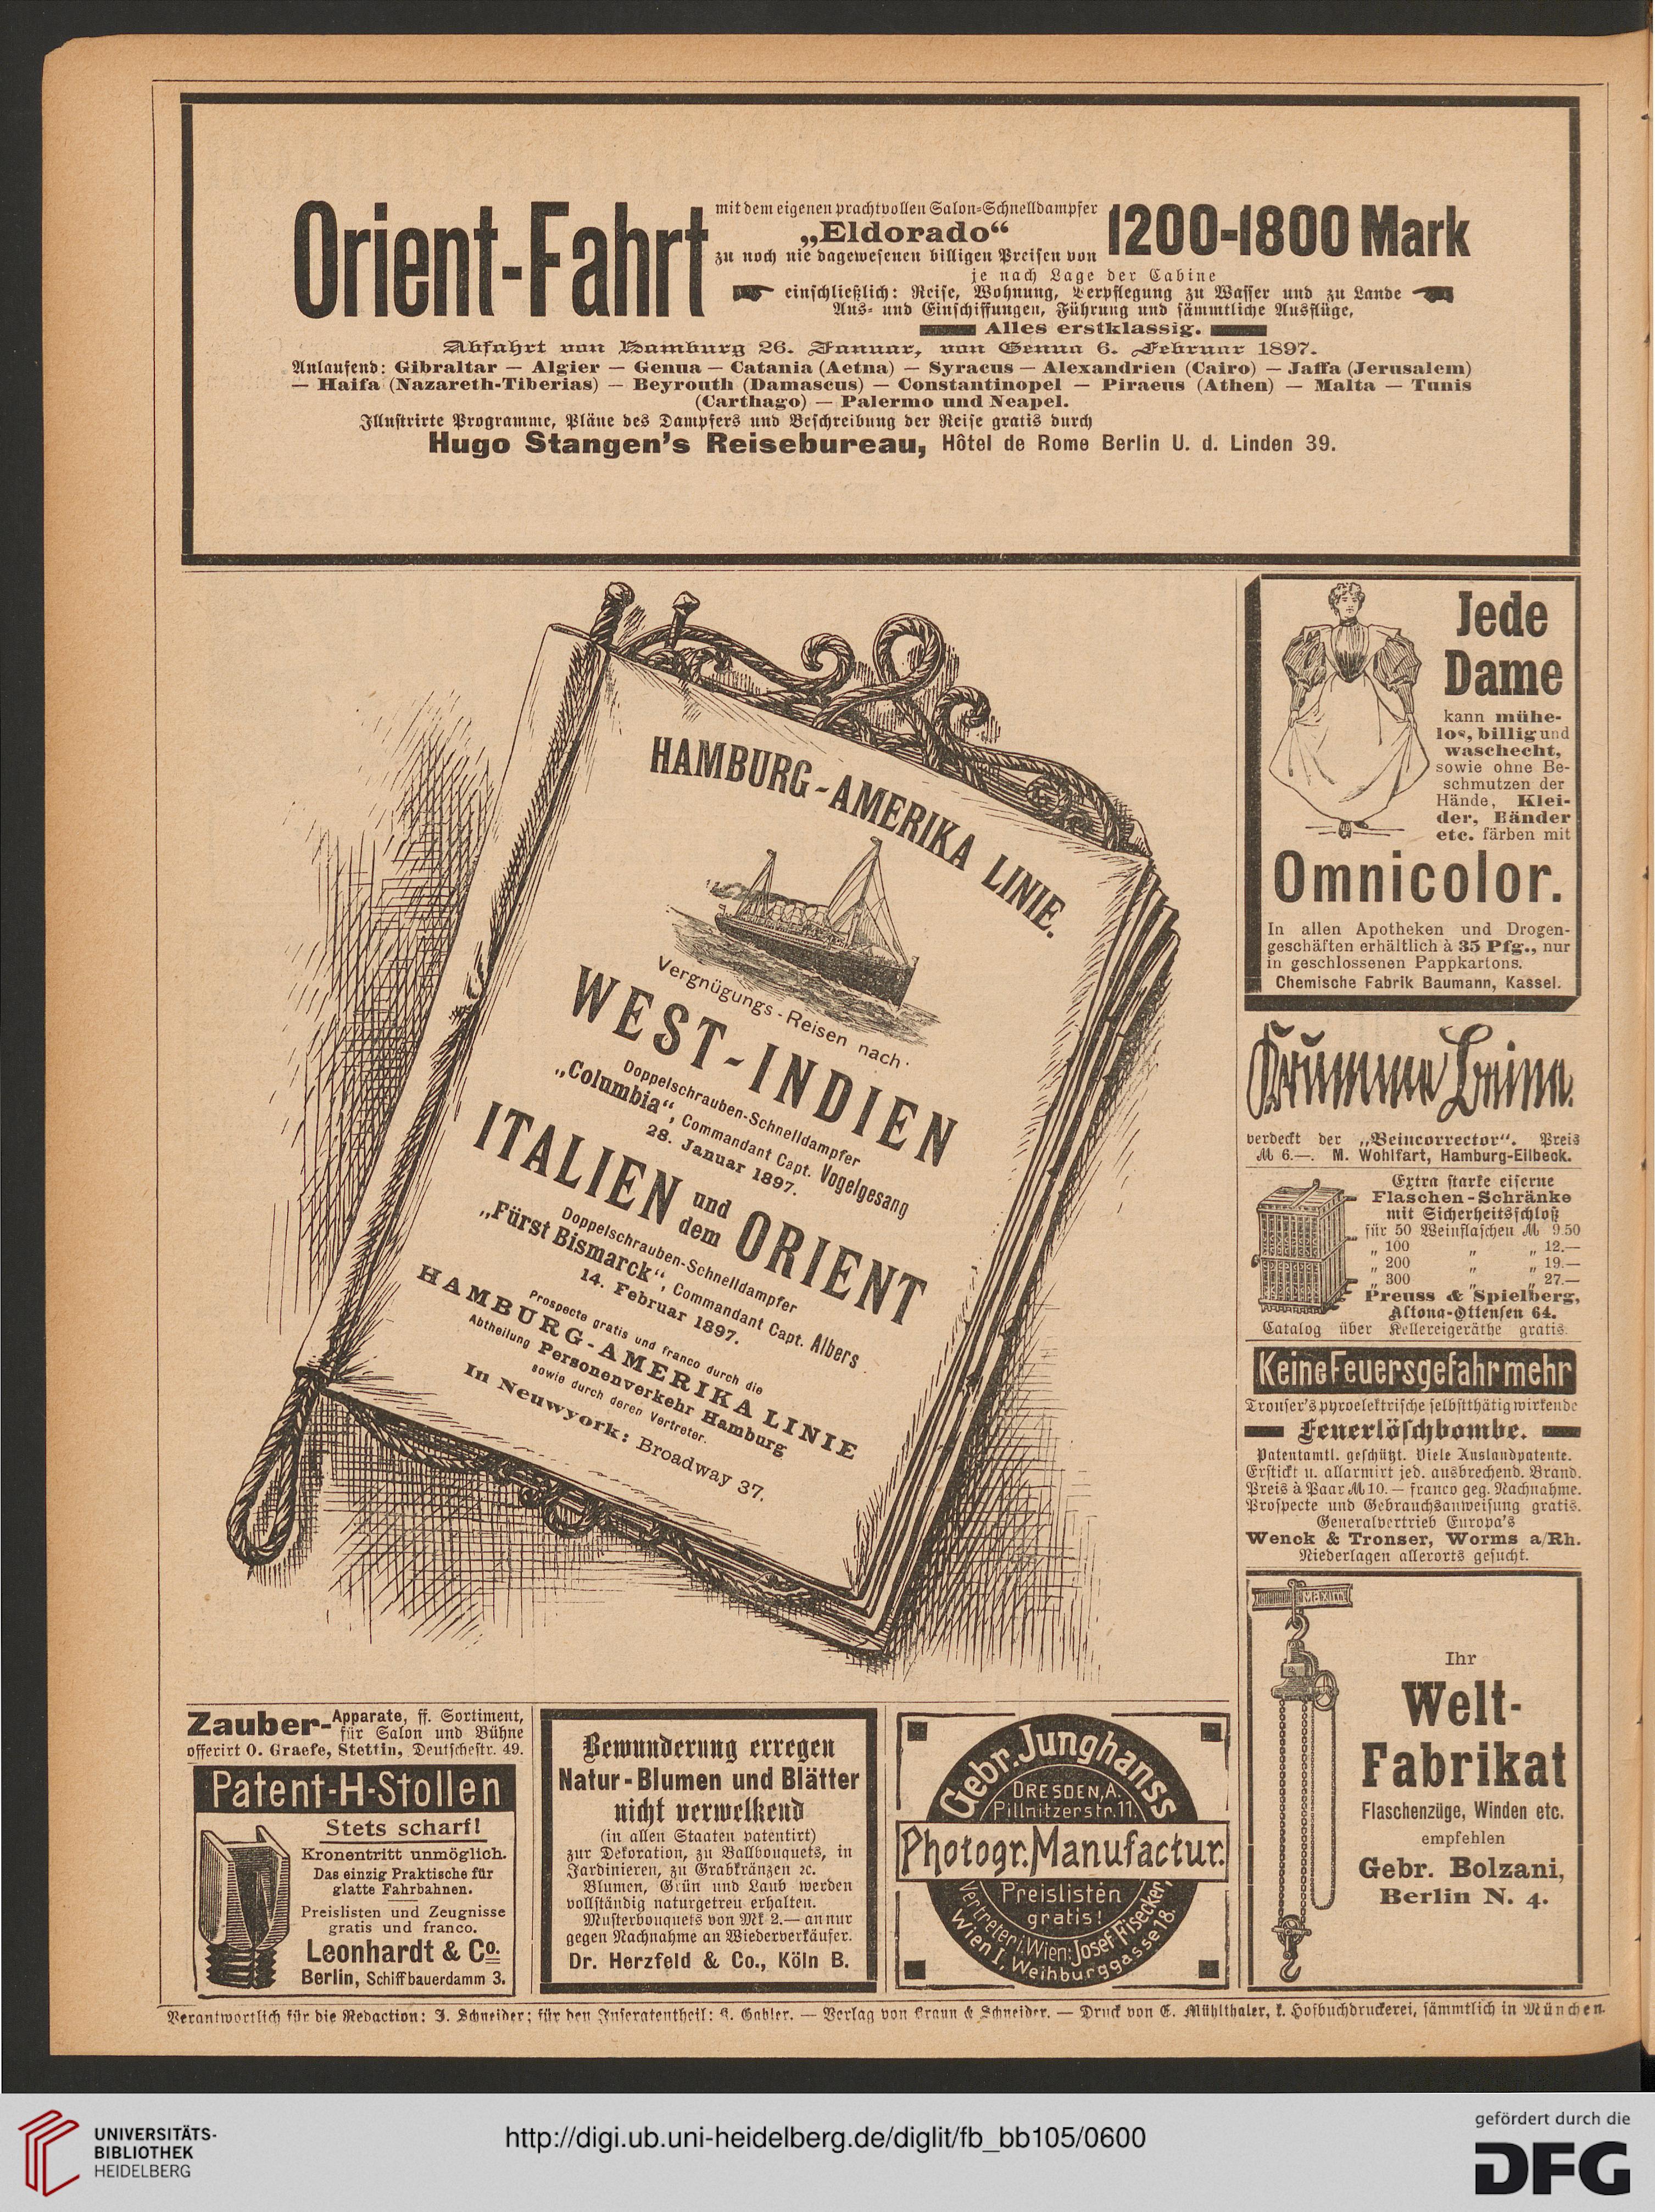 Orient-Fahrt
mit dem eigenen prachtvollen Salon-Schnelldampfer
„Eldorado“
zu noch nie dagewesenen billigen Preisen von
1200-1800 Mark
je nach Lage der Cabine
einschließlich: Reise, Wohnung, Verpflegung zu Wasser und zu Lande
Aus- und Einschiffungen, Führung und sämmtliche Ausflüge,
Alles erstklassig.
Abfahrt von Hamburg 26. Januar, von Genua 6. Februar 1897.
Anlaufend: Gibraltar — Algier — Genua — Catania (Aetna) — Syracus — Alexandrien (Cairo) — Jaffa (Jerusalem)
— Haifa (Nazareth-Tiberias) — Beyrouth (Damascus) — Constantinopel — Piraeus (Athen) — Malta — Tunis
(Carthago) — Palermo und Neapel.
Illustrirte Programme, Pläne des Dampfers und Beschreibung der Reise gratis durch
Hugo Stangen's Reisebureau, Hôtel de Rome Berlin U. d. Linden 39.
HAMBURG-AMERIKA LINIE.
Vergnügungs-Reisen nach:
WEST-INDIEN
Doppelschrauben-Schnelldampfer
„Columbia“, Commandant Capt. Vogelgesang
28. Januar 1897.
ITALIEN und dem ORIENT
Doppelschrauben-Schnelldampfer
„Fürst Bismarck“, Commandant Capt. Albers
14. Februar 1897.
Prospecte gratis und franco durch die
HAMBURG-AMERIKA LINIE
Abtheilung Personenverkehr Hamburg
sowie durch deren Vertreter.
In Neuwyork: Broadway 37.
Jede
Dame
kann mühe-
los, billig und
waschecht,
sowie ohne Be-
schmutzen der
Hände, Klei-
der, Bänder
etc. färben mit
Omnicolor.
In allen Apotheken und Drogen-
geschäften erhältlich à 35 Pfg., nur
in geschlossenen Pappkartons.
Chemische Fabrik Baumann, Kassel.
Krumme Beine
verdeckt der „Beincorrector“. Preis
M 6.—. M. Wohlfart, Hamburg-Eilbeck.
Extra starke eiserne
Flaschen-Schränke
mit Sicherheitsschloß
für 50 Weinflaschen M 9.50
„ 100 „ „ 12.—
„ 200 „ „ 19.—
„ 300 „ „ 27.—
Preuss & Spielberg,
Altona-Ottensen 64.
Catalog über Kellereigeräthe gratis.
Keine Feuersgefahr mehr
Tronser's pyroelektrische selbstthätig wirkende
Feuerlöschbombe.
Patentamtl. geschützt. Viele Auslandpatente.
Erstickt u. allarmirt jed. ausbrechend. Brand.
Preis à Paar M 10.— franco geg. Nachnahme.
Prospecte und Gebrauchsanweisung gratis.
Generalvertrieb Europa's
Wenck & Tronser, Worms a/Rh.
Niederlagen allerorts gesucht.
MAXIM
Ihr
Welt-
Fabrikat
Flaschenzüge, Winden etc.
empfehlen
Gebr. Bolzani,
Berlin N. 4.
Zauber-Apparate, ff. Sortiment,
für Salon und Bühne
offerirt O. Graefe, Stettin, Deutschestr. 49.
Patent-H-Stollen
Stets scharf!
Kronentritt unmöglich.
Das einzig Praktische für
glatte Fahrbahnen.
Preislisten und Zeugnisse
gratis und franco.
Leonhardt & Co.
Berlin, Schiffbauerdamm 3.
Bewunderung erregen
Natur-Blumen und Blätter
nicht verwelkend
(in allen Staaten patentirt)
zur Dekoration, zu Ballbouquets, in
Jardinieren, zu Grabkränzen ꝛc.
Blumen, Grün und Laub werden
vollständig naturgetreu erhalten.
Musterbouquets von Mk 2.— an nur
gegen Nachnahme an Wiederverkäufer.
Dr. Herzfeld & Co., Köln B.
Gebr. Junghanss
DRESDEN, A.
Pillnitzerstr. 11.
Photogr. Manufactur.
Preislisten
gratis!
Vertreter i. Wien: Josef Fisecker,
Wien I, Weihburggasse 18.
Verantwortlich für die Redaction: J. Schneider; für den Inseratentheil: K. Gabler. — Verlag von Braun & Schneider. — Druck von E. Mühlthaler, k. Hofbuchdruckerei, sämmtlich in München.
UNIVERSITÄTS-
BIBLIOTHEK
HEIDELBERG
http://digi.ub.uni-heidelberg.de/diglit/fb_bb105/0600
gefördert durch die
DFG